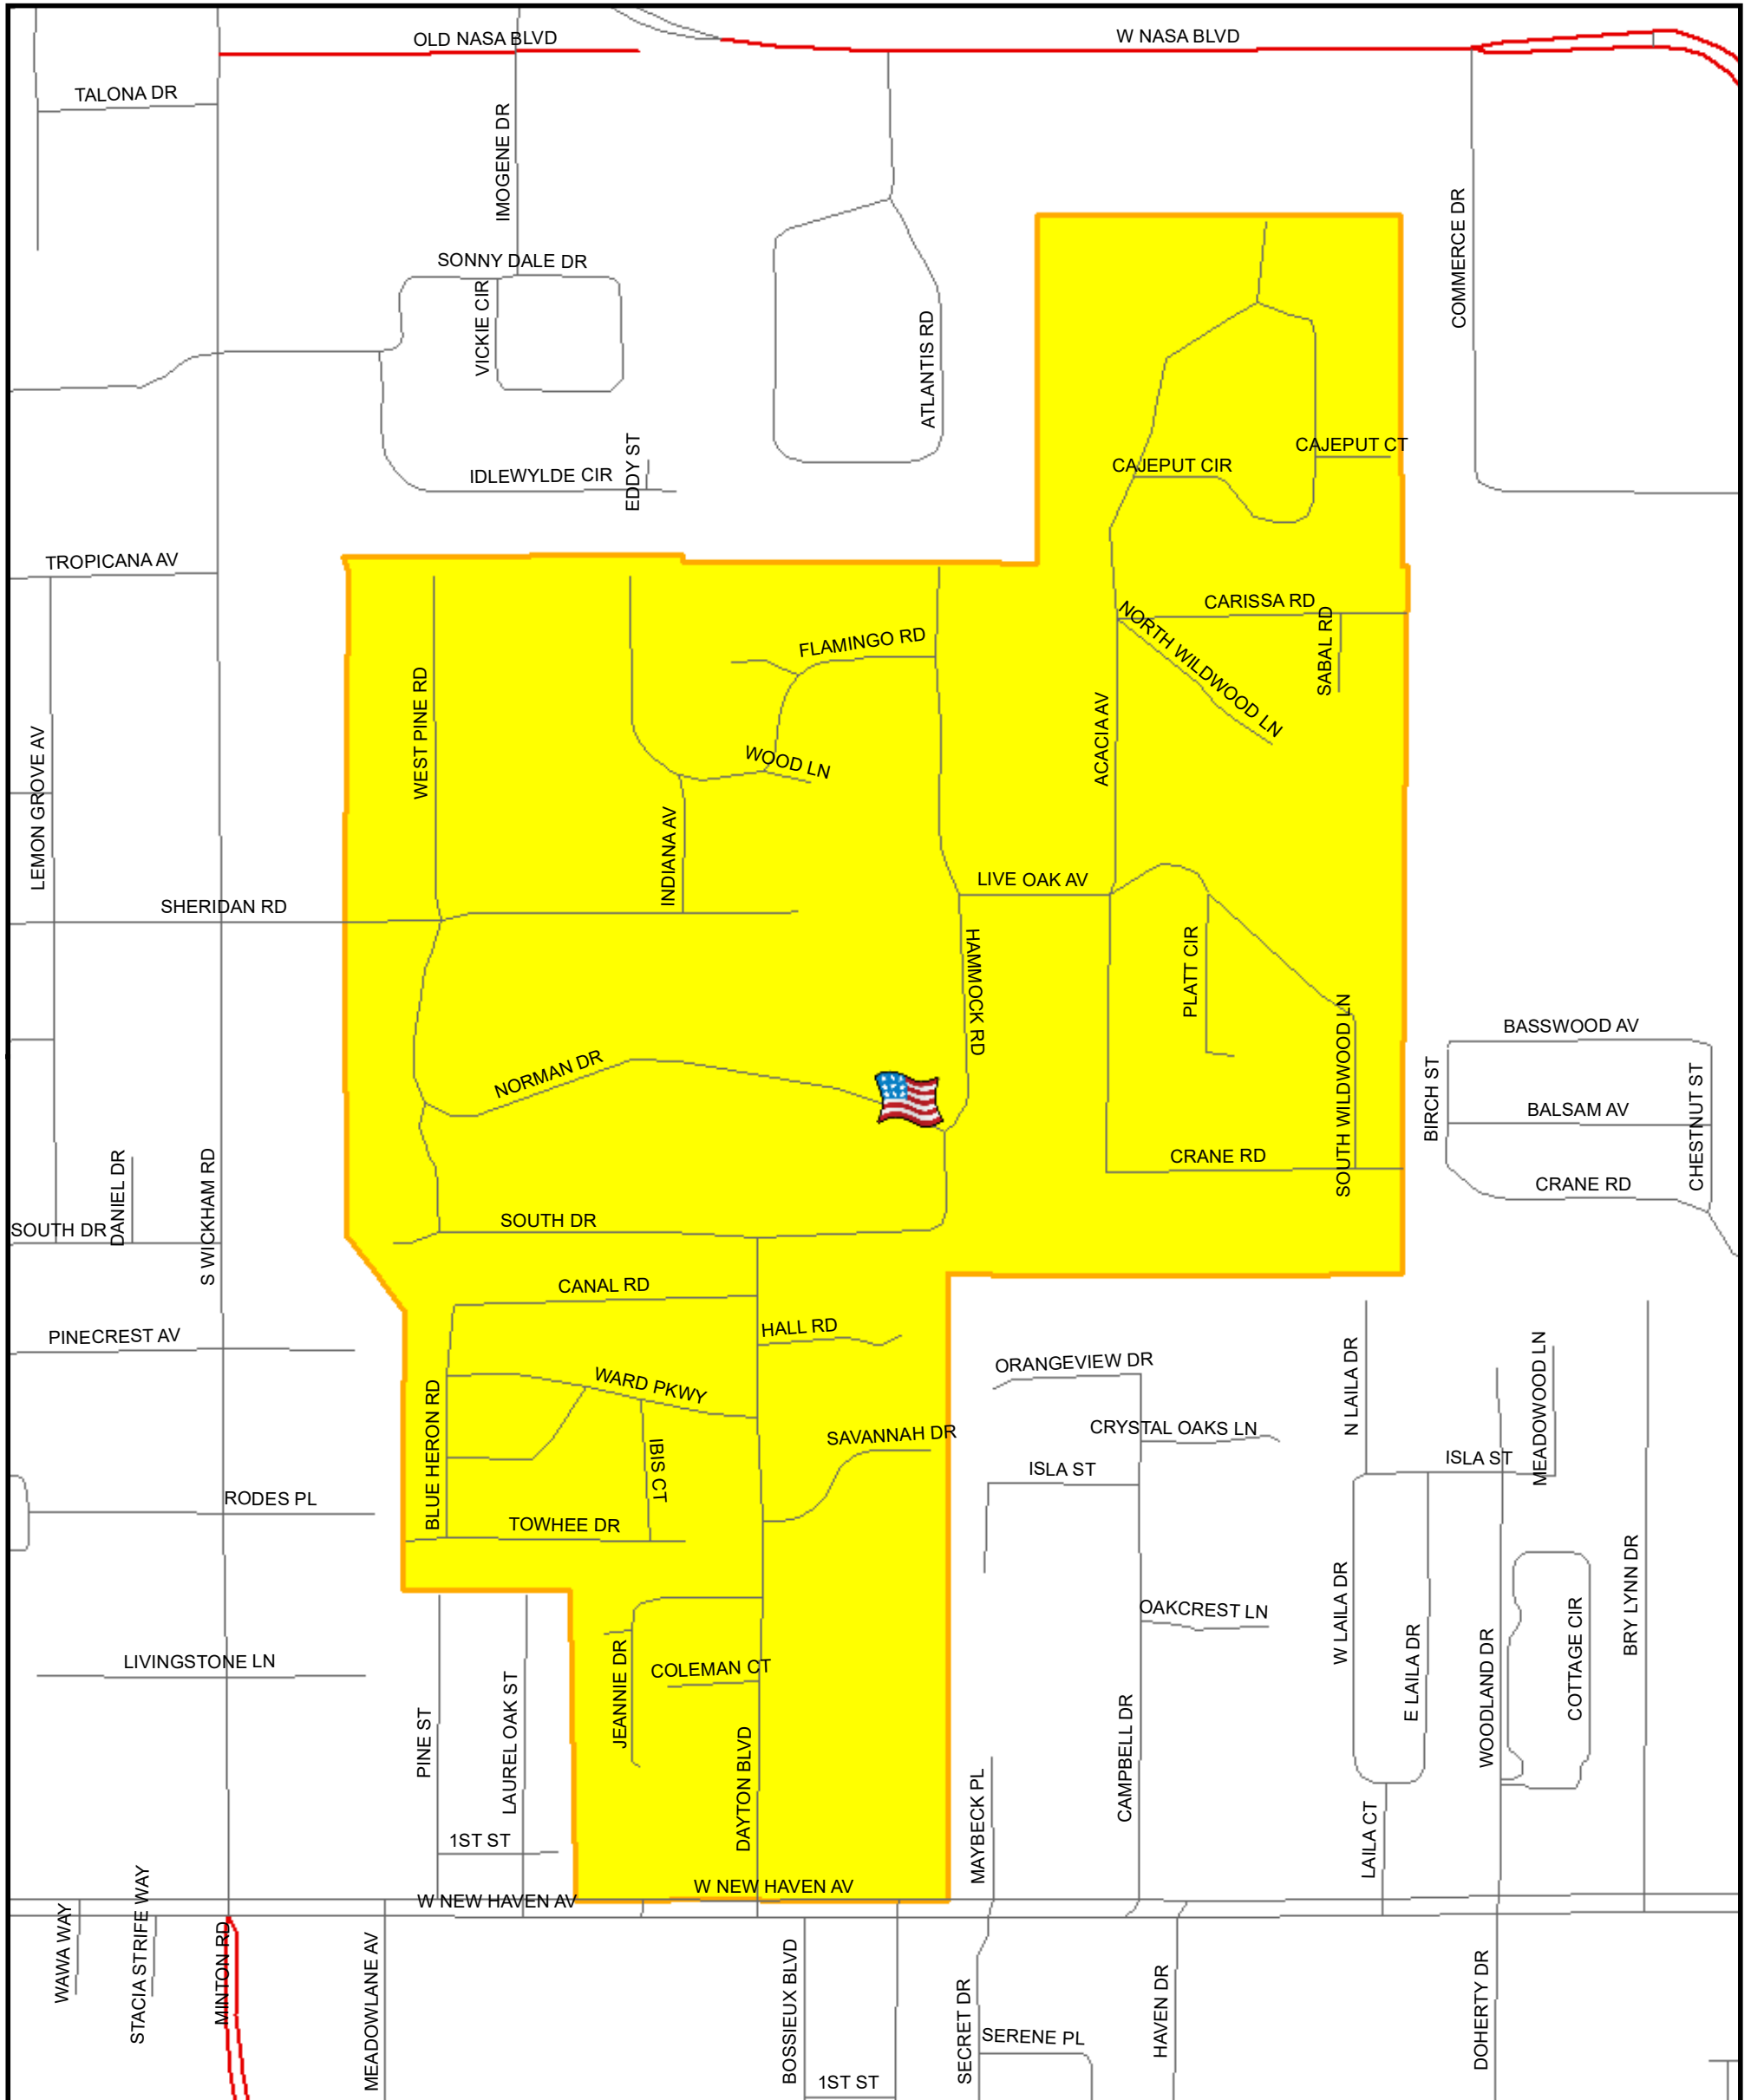 OLD NASA BLVD
W NASA BLVD
TALONA DR
IMOGENE DR
COMMERCE DR
SONNY DALE DR
VICKIE CIR
ATLANTIS RD
CAJEPUT CT
CAJEPUT CIR
IDLEWYLDE CIR
EDDY ST
TROPICANA AV
CARISSA RD
NORTH WILDWOOD LN
SABAL RD
FLAMINGO RD
WEST PINE RD
ACACIA AV
LEMON GROVE AV
WOOD LN
INDIANA AV
LIVE OAK AV
SHERIDAN RD
HAMMOCK RD
PLATT CIR
SOUTH WILDWOOD LN
BASSWOOD AV
NORMAN DR
BIRCH ST
CHESTNUT ST
BALSAM AV
CRANE RD
CRANE RD
DANIEL DR
S WICKHAM RD
SOUTH DR
SOUTH DR
CANAL RD
PINECREST AV
HALL RD
ORANGEVIEW DR
N LAILA DR
MEADOWOOD LN
WARD PKWY
BLUE HERON RD
IBIS CT
SAVANNAH DR
CRYSTAL OAKS LN
ISLA ST
ISLA ST
RODES PL
TOWHEE DR
BRY LYNN DR
W LAILA DR
OAKCREST LN
COTTAGE CIR
E LAILA DR
WOODLAND DR
LIVINGSTONE LN
JEANNIE DR
COLEMAN CT
PINE ST
LAUREL OAK ST
DAYTON BLVD
CAMPBELL DR
MAYBECK PL
LAILA CT
1ST ST
W NEW HAVEN AV
W NEW HAVEN AV
WAWA WAY
STACIA STRIFE WAY
MINTON RD
MEADOWLANE AV
BOSSIEUX BLVD
SECRET DR
HAVEN DR
DOHERTY DR
SERENE PL
1ST ST